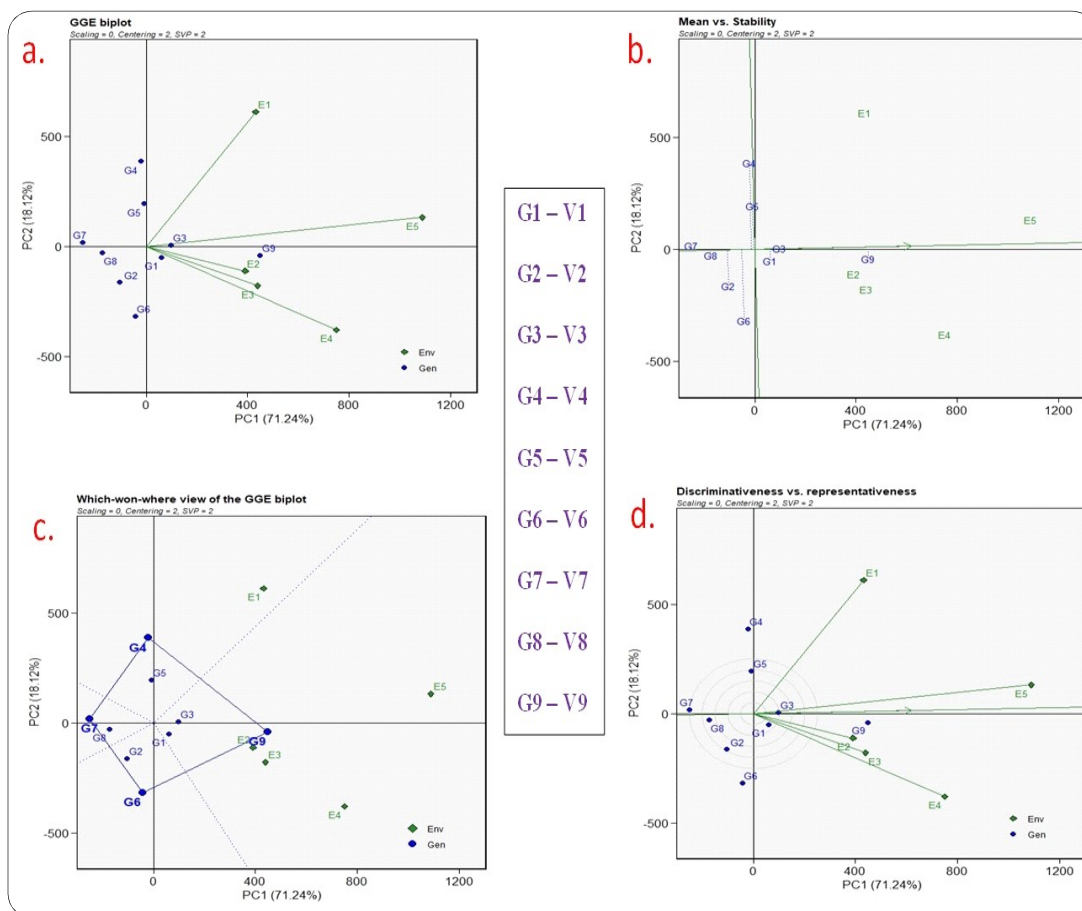 a.
GGE biplot
Scaling = 0, Centering = 2, SVP = 2
E1
500
G4
G5
E5
PC2 (18.12%)
0
G7
G3
G9
G8
G1
E2
G2
E3
G6
E4
-500
Env
Gen
0
400
800
1200
PC1 (71.24%)
b.
Mean vs. Stability
Scaling = 0, Centering = 2, SVP = 2
E1
500
G4
G5
E5
PC2 (18.12%)
0
G7
G3
G8
G1
G9
E2
G2
E3
G6
E4
-500
0
400
800
1200
PC1 (71.24%)
G1 – V1
G2 – V2
G3 – V3
G4 – V4
G5 – V5
G6 – V6
G7 – V7
G8 – V8
G9 – V9
c.
Which-won-where view of the GGE biplot
Scaling = 0, Centering = 2, SVP = 2
E1
500
G4
G5
E5
PC2 (18.12%)
0
G7
G3
G8
G1
E2
G9
G2
E3
G6
E4
-500
Env
Gen
0
400
800
1200
PC1 (71.24%)
d.
Discriminativeness vs. representativeness
Scaling = 0, Centering = 2, SVP = 2
E1
500
G4
G5
E5
PC2 (18.12%)
0
G7
G3
G8
G1
G9
G2
E2
E3
G6
E4
-500
Env
Gen
0
400
800
1200
PC1 (71.24%)